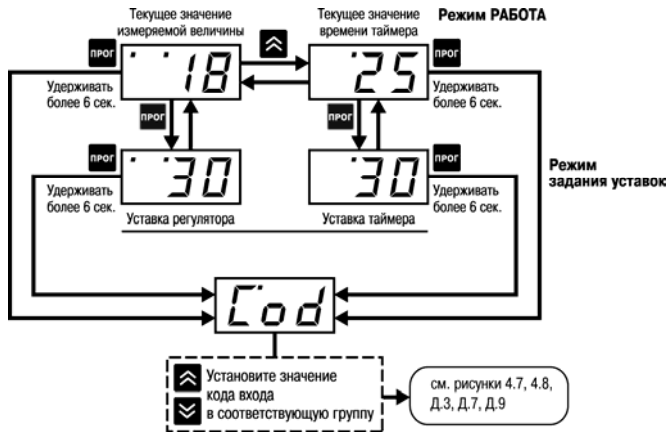 Текущее значение
измеряемой величины
Текущее значение
времени таймера
Режим РАБОТА
ПРОГ
18
25
ПРОГ
Удерживать
более 6 сек.
ПРОГ
ПРОГ
Удерживать
более 6 сек.
ПРОГ
30
30
ПРОГ
Режим
задания уставок
Удерживать
более 6 сек.
Уставка регулятора
Уставка таймера
Удерживать
более 6 сек.
Cod
Установите значение
кода входа
в соответствующую группу
см. рисунки 4.7, 4.8,
Д.3, Д.7, Д.9